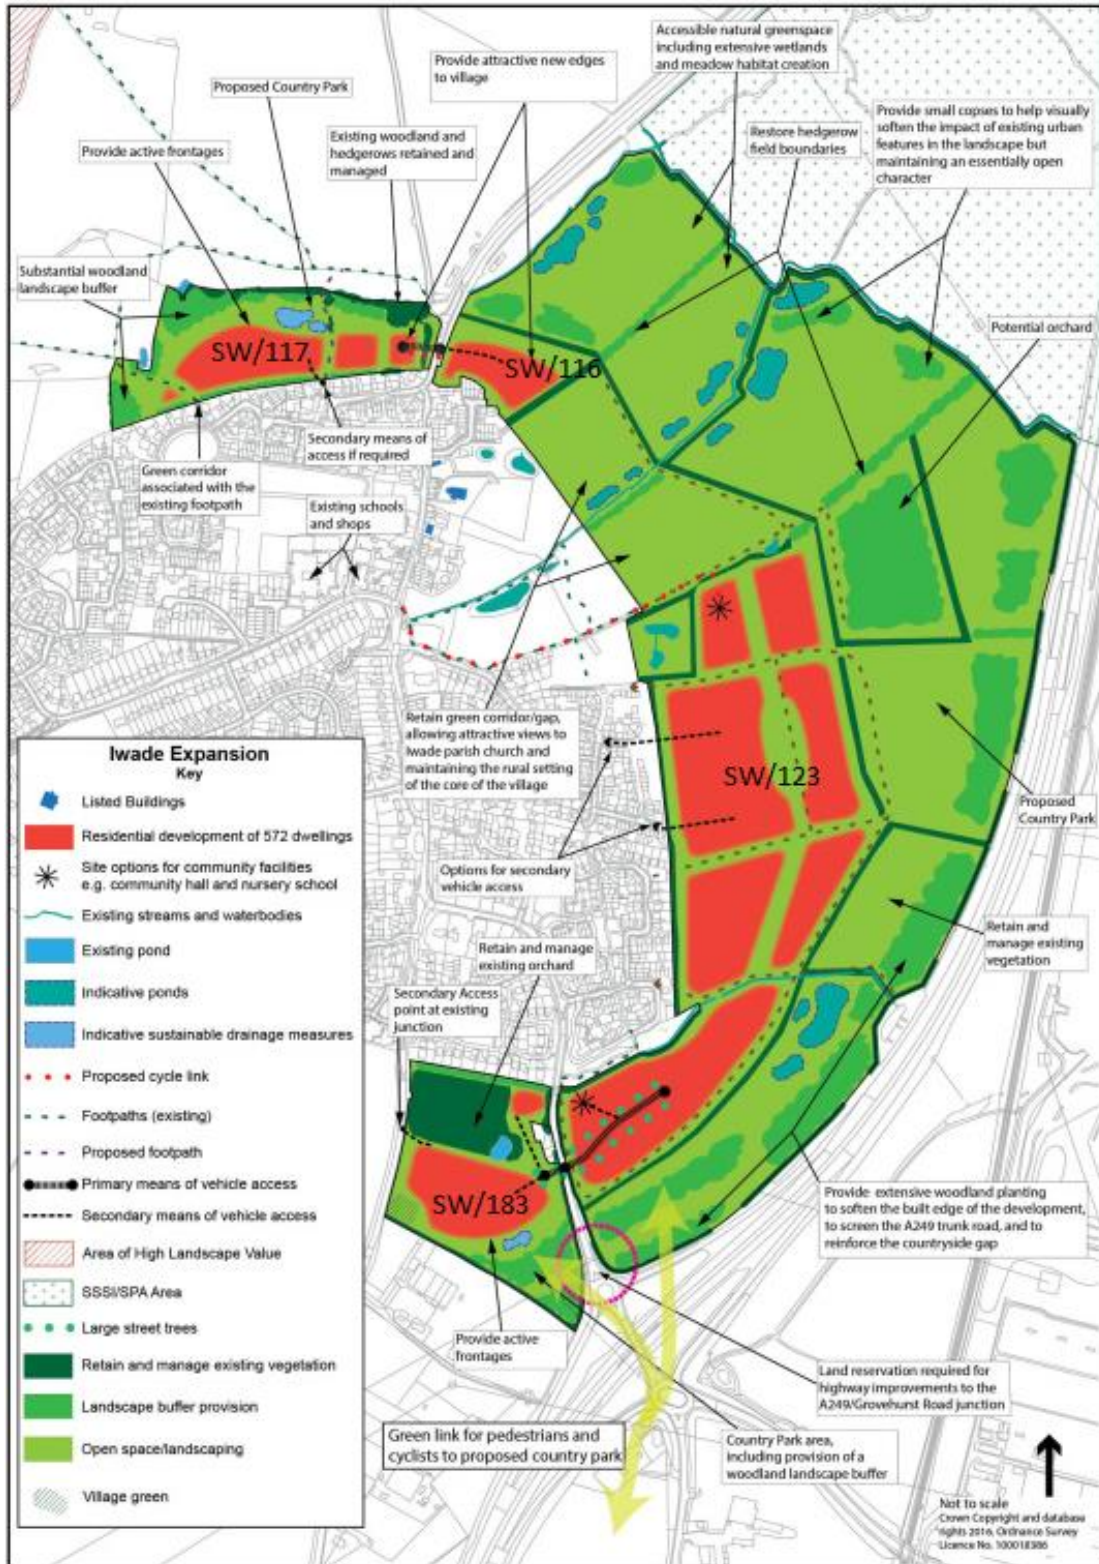 Accessible natural greenspace
including extensive wetlands
and meadow habitat creation
Provide attractive new edges
to village
Proposed Country Park
Provide small copses to help visually
soften the impact of existing urban
features in the landscape but
maintaining an essentially open
character
Existing woodland and
hedgerows retained and
managed
Restore hedgerow
field boundaries
Provide active frontages
Substantial woodland
landscape buffer
Potential orchard
SW/117
SW/116
Secondary means of
access if required
Green corridor
associated with the
existing footpath
Existing schools
and shops
Retain green corridor/gap,
allowing attractive views to
Iwade parish church and
maintaining the rural setting
of the core of the village
SW/123
Proposed
Country Park
Options for secondary
vehicle access
Retain and
manage existing
vegetation
Retain and manage
existing orchard
Secondary Access
point at existing
junction
SW/183
Provide extensive woodland planting
to soften the built edge of the development,
to screen the A249 trunk road, and to
reinforce the countryside gap
Provide active
frontages
Land reservation required for
highway improvements to the
A249/Grovehurst Road junction
Green link for pedestrians and
cyclists to proposed country park
Country Park area,
including provision of a
woodland landscape buffer
Iwade Expansion
Key
Listed Buildings
Residential development of 572 dwellings
Site options for community facilities
e.g. community hall and nursery school
Existing streams and waterbodies
Existing pond
Indicative ponds
Indicative sustainable drainage measures
Proposed cycle link
Footpaths (existing)
Proposed footpath
Primary means of vehicle access
Secondary means of vehicle access
Area of High Landscape Value
SSSI/SPA Area
Large street trees
Retain and manage existing vegetation
Landscape buffer provision
Open space/landscaping
Village green
Not to scale
Crown Copyright and database
rights 2016. Ordnance Survey
Licence No. 100018386